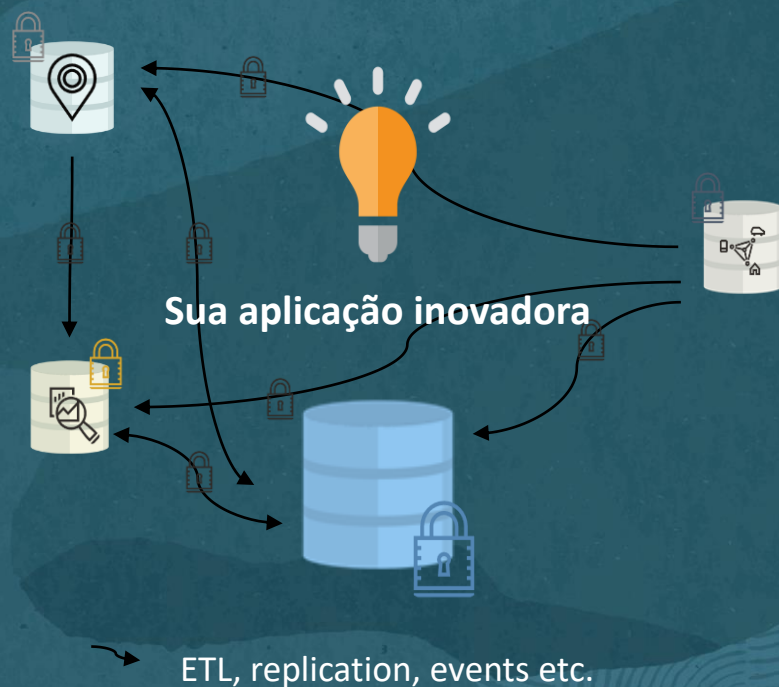 Sua aplicação inovadora
ETL, replication, events etc.